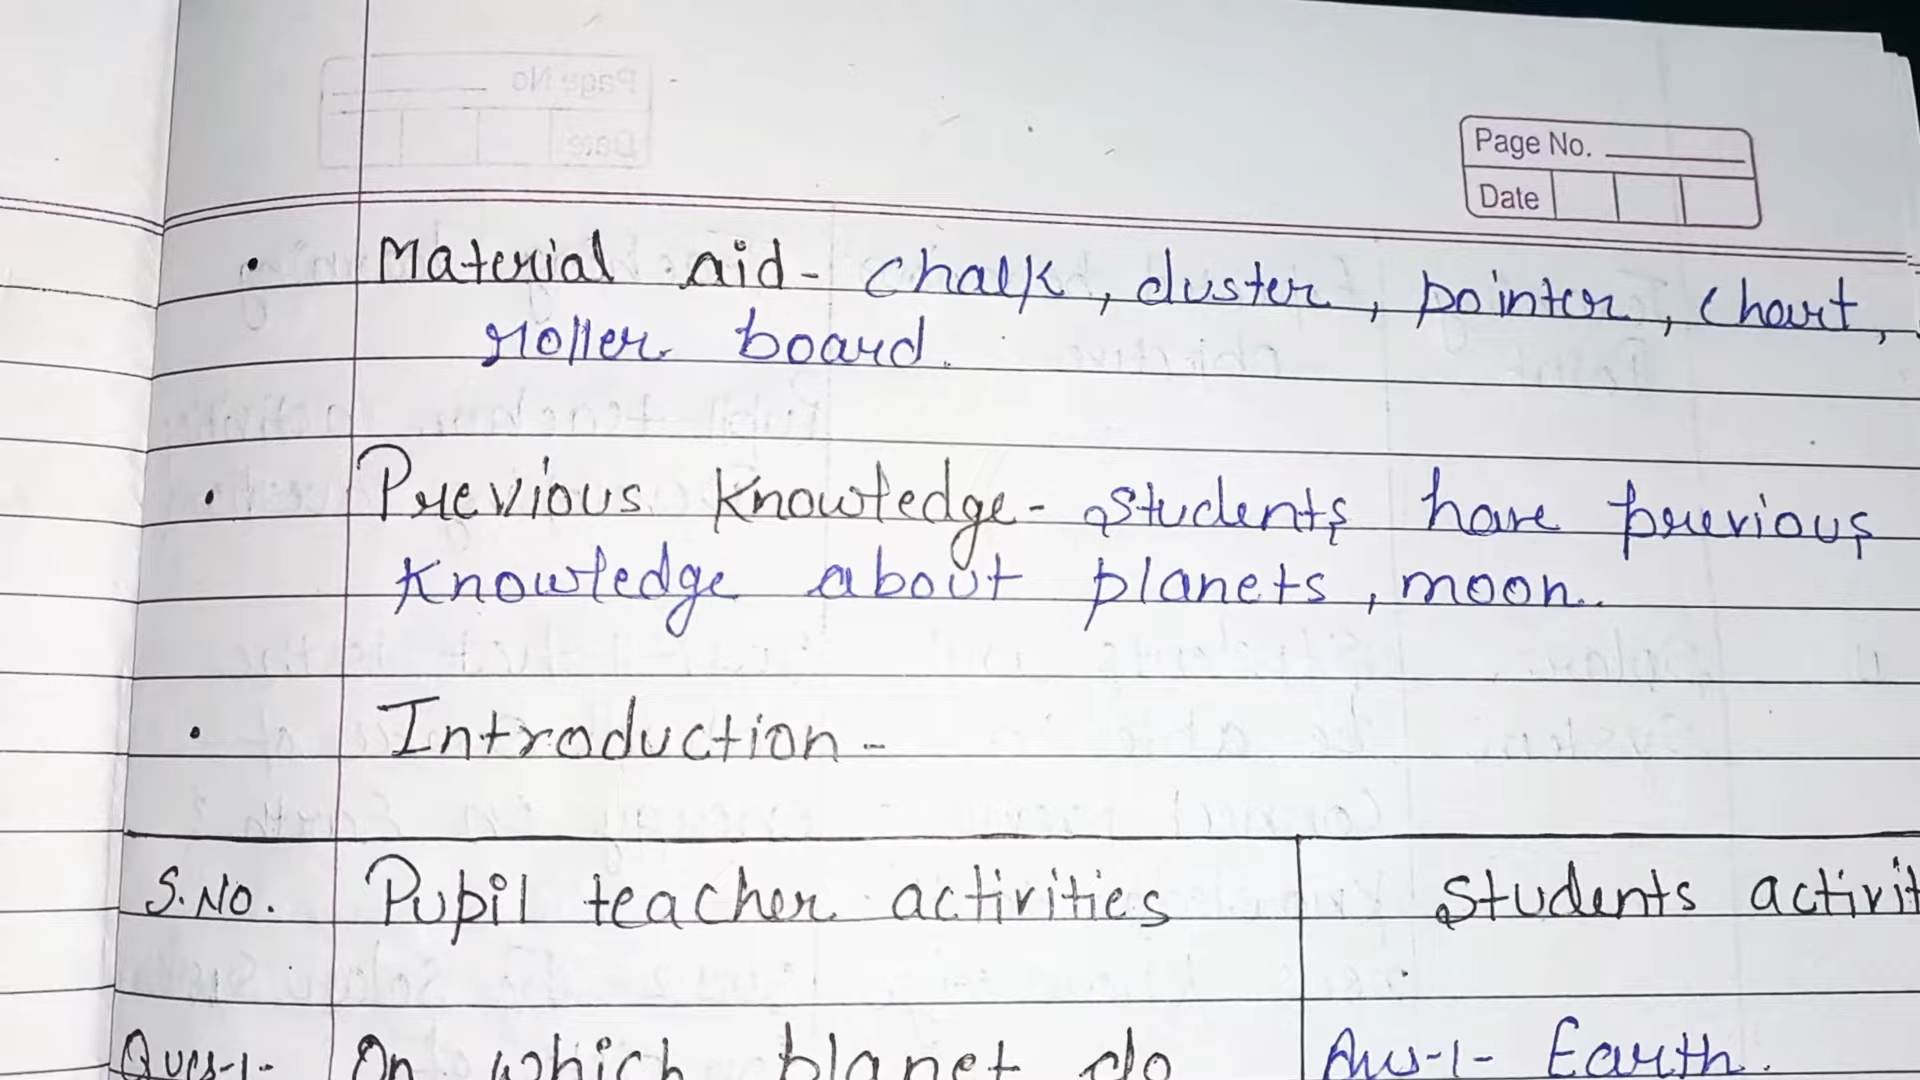 Page No.
Date
• Material aid- chalk, duster, pointer, chart,
roller board.
• Previous Knowledge- Students have previous
Knowledge about planets, moon.
• Introduction-
S.No. Pupil teacher activities Students activit
Ques-1- On which planet do Ans-1- Earth.